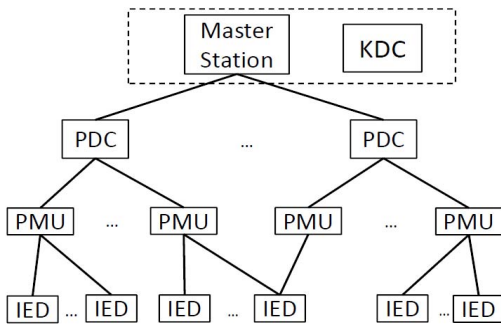 Master
Station
KDC
PDC
...
PDC
PMU
...
PMU
PMU
...
PMU
IED
...
IED
IED
...
IED
IED
...
IED